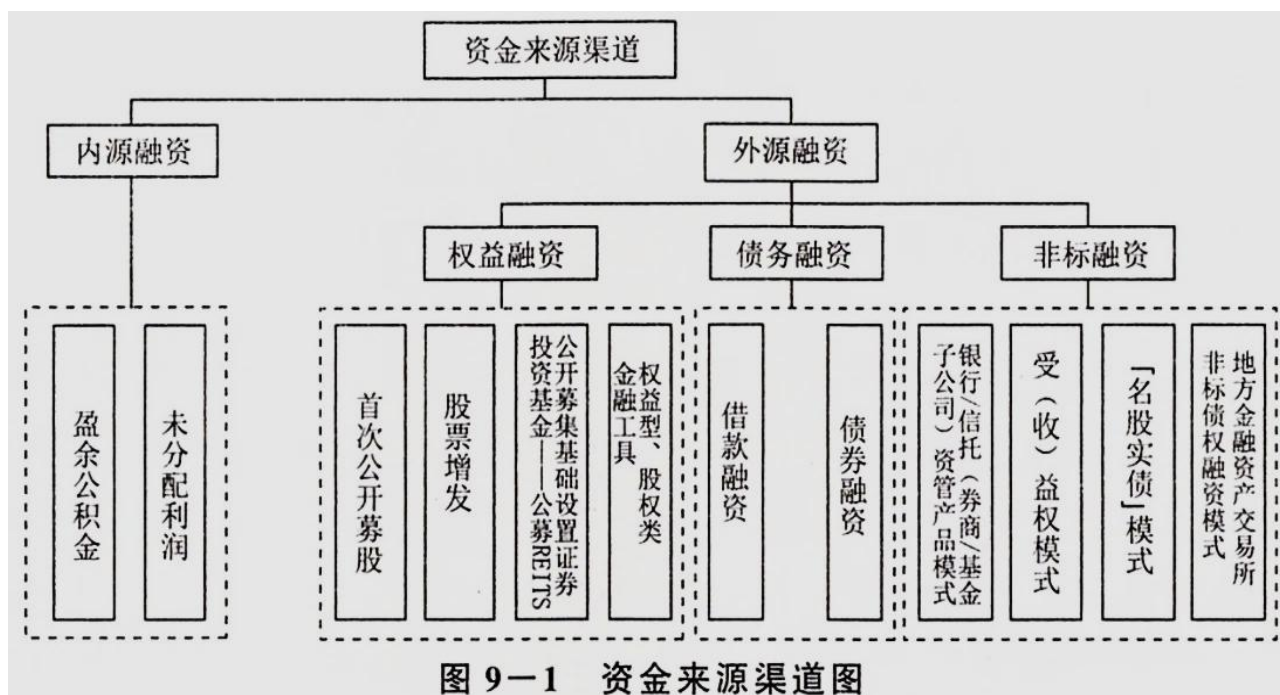 资金来源渠道
内源融资
外源融资
权益融资
债务融资
非标融资
盈余公积金
未分配利润
首次公开募股
股票增发
公开募集基础设置证券
投资基金——公募RETTS
权益型、股权类
金融工具
借款融资
债券融资
银行/信托（券商/基金
子公司）资管产品模式
受（收）益权模式
「名股实债」模式
地方金融资产交易所
非标债权融资模式
图 9-1 资金来源渠道图